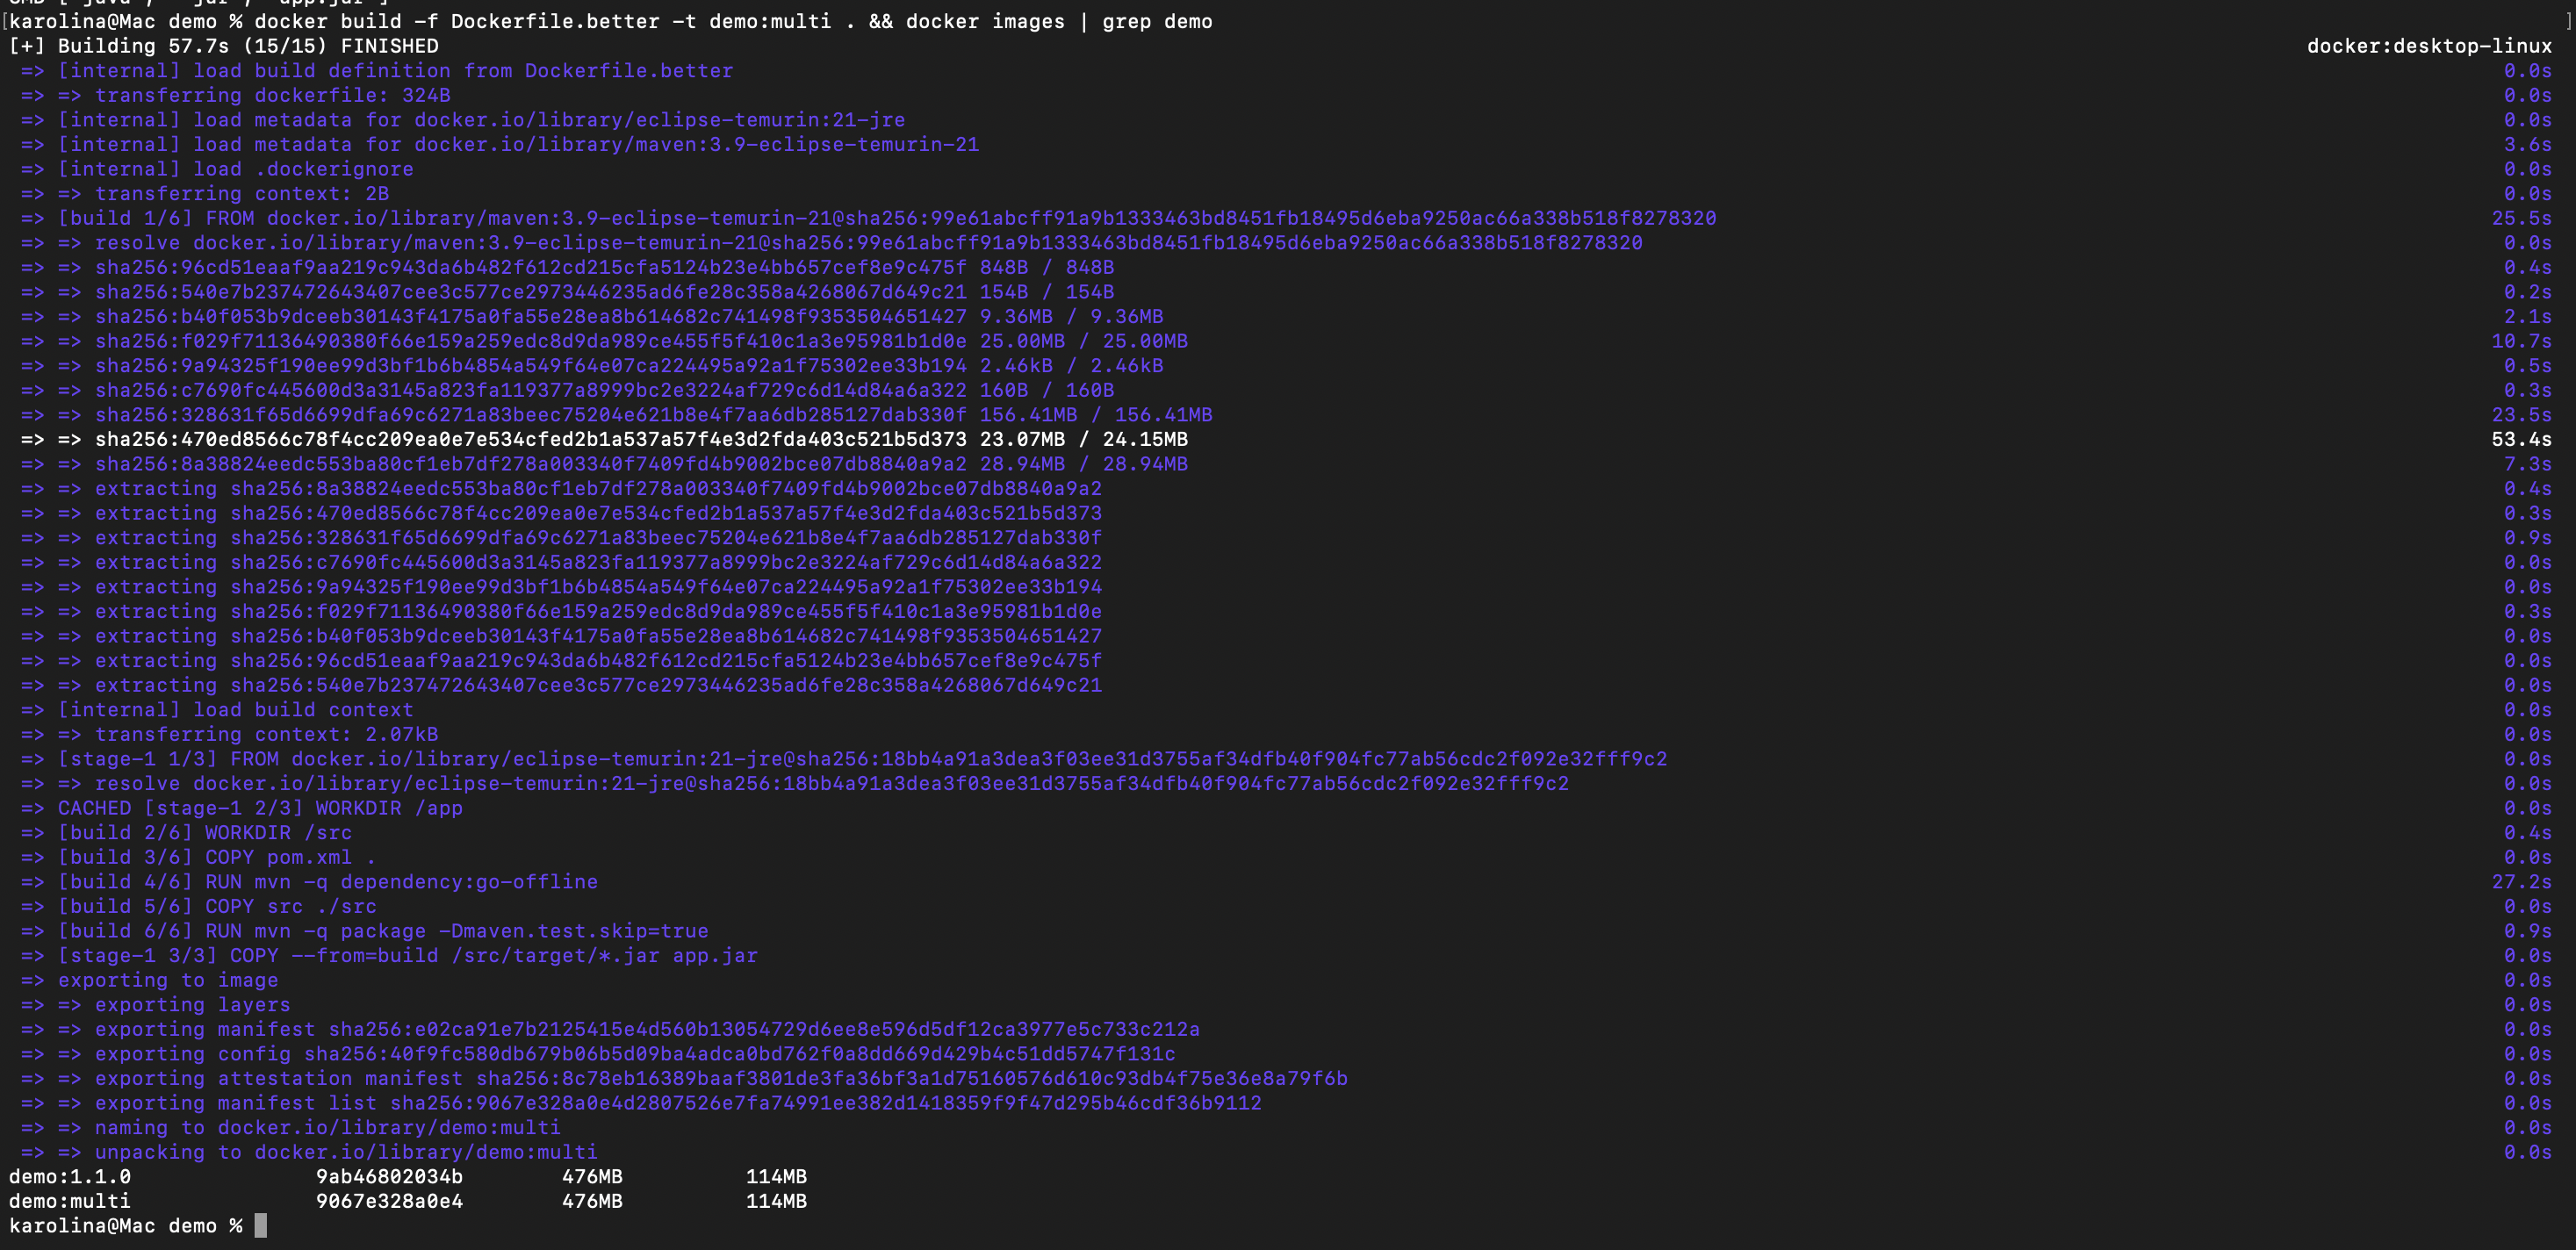 karolina@Mac demo % docker build -f Dockerfile.better -t demo:multi . && docker images | grep demo
[+] Building 57.7s (15/15) FINISHED docker:desktop-linux
=> [internal] load build definition from Dockerfile.better 0.0s
=> => transferring dockerfile: 324B 0.0s
=> [internal] load metadata for docker.io/library/eclipse-temurin:21-jre 0.0s
=> [internal] load metadata for docker.io/library/maven:3.9-eclipse-temurin-21 3.6s
=> [internal] load .dockerignore 0.0s
=> => transferring context: 2B 0.0s
=> [build 1/6] FROM docker.io/library/maven:3.9-eclipse-temurin-21@sha256:99e61abcff91a9b1333463bd8451fb18495d6eba9250ac66a338b518f8278320 25.5s
=> => resolve docker.io/library/maven:3.9-eclipse-temurin-21@sha256:99e61abcff91a9b1333463bd8451fb18495d6eba9250ac66a338b518f8278320 0.0s
=> => sha256:96cd51eaaf9aa219c943da6b482f612cd215cfa5124b23e4bb657cef8e9c475f 848B / 848B 0.4s
=> => sha256:540e7b237472643407cee3c577ce2973446235ad6fe28c358a4268067d649c21 154B / 154B 0.2s
=> => sha256:b40f053b9dceeb30143f4175a0fa55e28ea8b614682c741498f9353504651427 9.36MB / 9.36MB 2.1s
=> => sha256:f029f71136490380f66e159a259edc8d9da989ce455f5f410c1a3e95981b1d0e 25.00MB / 25.00MB 10.7s
=> => sha256:9a94325f190ee99d3bf1b6b4854a549f64e07ca224495a92a1f75302ee33b194 2.46kB / 2.46kB 0.5s
=> => sha256:c7690fc445600d3a3145a823fa119377a8999bc2e3224af729c6d14d84a6a322 160B / 160B 0.3s
=> => sha256:328631f65d6699dfa69c6271a83beec75204e621b8e4f7aa6db285127dab330f 156.41MB / 156.41MB 23.5s
=> => sha256:470ed8566c78f4cc209ea0e7e534cfed2b1a537a57f4e3d2fda403c521b5d373 23.07MB / 24.15MB 53.4s
=> => sha256:8a38824eedc553ba80cf1eb7df278a003340f7409fd4b9002bce07db8840a9a2 28.94MB / 28.94MB 7.3s
=> => extracting sha256:8a38824eedc553ba80cf1eb7df278a003340f7409fd4b9002bce07db8840a9a2 0.4s
=> => extracting sha256:470ed8566c78f4cc209ea0e7e534cfed2b1a537a57f4e3d2fda403c521b5d373 0.3s
=> => extracting sha256:328631f65d6699dfa69c6271a83beec75204e621b8e4f7aa6db285127dab330f 0.9s
=> => extracting sha256:c7690fc445600d3a3145a823fa119377a8999bc2e3224af729c6d14d84a6a322 0.0s
=> => extracting sha256:9a94325f190ee99d3bf1b6b4854a549f64e07ca224495a92a1f75302ee33b194 0.0s
=> => extracting sha256:f029f71136490380f66e159a259edc8d9da989ce455f5f410c1a3e95981b1d0e 0.3s
=> => extracting sha256:b40f053b9dceeb30143f4175a0fa55e28ea8b614682c741498f9353504651427 0.0s
=> => extracting sha256:96cd51eaaf9aa219c943da6b482f612cd215cfa5124b23e4bb657cef8e9c475f 0.0s
=> => extracting sha256:540e7b237472643407cee3c577ce2973446235ad6fe28c358a4268067d649c21 0.0s
=> [internal] load build context 0.0s
=> => transferring context: 2.07kB 0.0s
=> [stage-1 1/3] FROM docker.io/library/eclipse-temurin:21-jre@sha256:18bb4a91a3dea3f03ee31d3755af34dfb40f904fc77ab56cdc2f092e32fff9c2 0.0s
=> => resolve docker.io/library/eclipse-temurin:21-jre@sha256:18bb4a91a3dea3f03ee31d3755af34dfb40f904fc77ab56cdc2f092e32fff9c2 0.0s
=> CACHED [stage-1 2/3] WORKDIR /app 0.0s
=> [build 2/6] WORKDIR /src 0.4s
=> [build 3/6] COPY pom.xml . 0.0s
=> [build 4/6] RUN mvn -q dependency:go-offline 27.2s
=> [build 5/6] COPY src ./src 0.0s
=> [build 6/6] RUN mvn -q package -Dmaven.test.skip=true 0.9s
=> [stage-1 3/3] COPY --from=build /src/target/*.jar app.jar 0.0s
=> exporting to image 0.0s
=> => exporting layers 0.0s
=> => exporting manifest sha256:e02ca91e7b2125415e4d560b13054729d6ee8e596d5df12ca3977e5c733c212a 0.0s
=> => exporting config sha256:40f9fc580db679b06b5d09ba4adca0bd762f0a8dd669d429b4c51dd5747f131c 0.0s
=> => exporting attestation manifest sha256:8c78eb16389baaf3801de3fa36bf3a1d75160576d610c93db4f75e36e8a79f6b 0.0s
=> => exporting manifest list sha256:9067e328a0e4d2807526e7fa74991ee382d1418359f9f47d295b46cdf36b9112 0.0s
=> => naming to docker.io/library/demo:multi 0.0s
=> => unpacking to docker.io/library/demo:multi 0.0s
demo:1.1.0 9ab46802034b 476MB 114MB
demo:multi 9067e328a0e4 476MB 114MB
karolina@Mac demo %